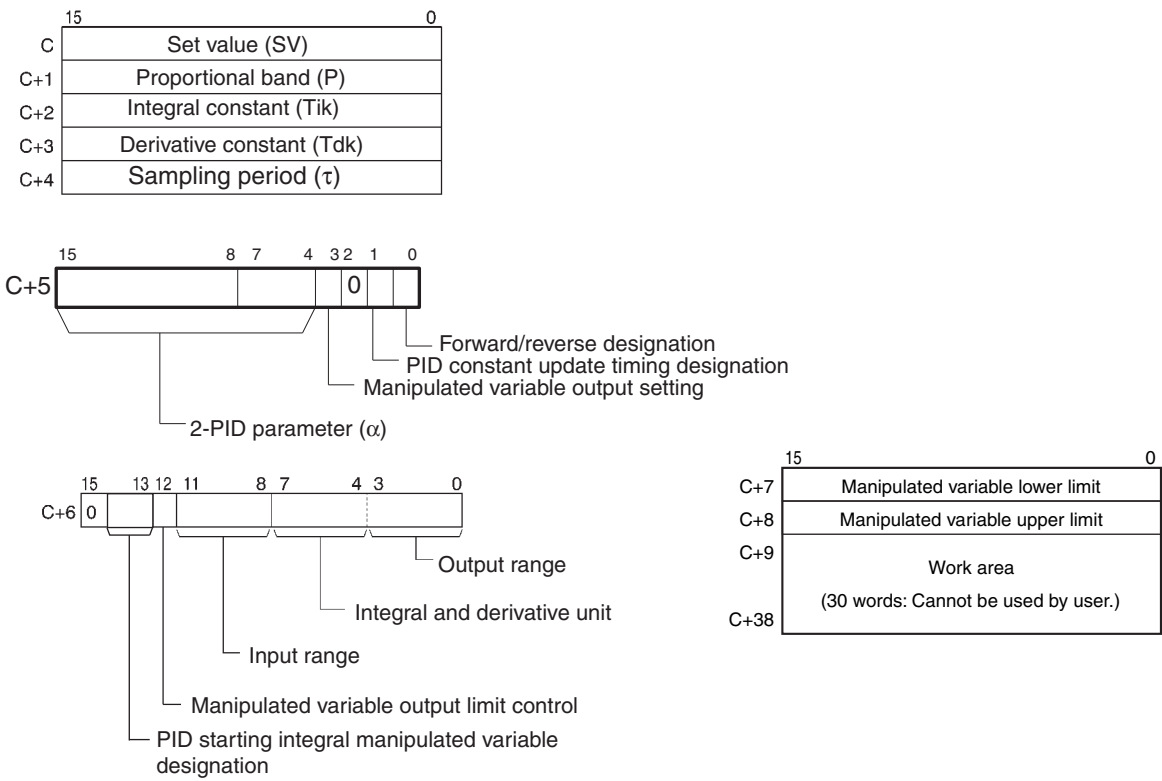 15 0
C Set value (SV)
C+1 Proportional band (P)
C+2 Integral constant (Tik)
C+3 Derivative constant (Tdk)
C+4 Sampling period (τ)
15 8 7 4 3 2 1 0
C+5 0
Forward/reverse designation
PID constant update timing designation
Manipulated variable output setting
2-PID parameter (α)
15 13 12 11 8 7 4 3 0
C+6 0
Output range
Integral and derivative unit
Input range
Manipulated variable output limit control
PID starting integral manipulated variable
designation
15 0
C+7 Manipulated variable lower limit
C+8 Manipulated variable upper limit
C+9
Work area
(30 words: Cannot be used by user.)
C+38